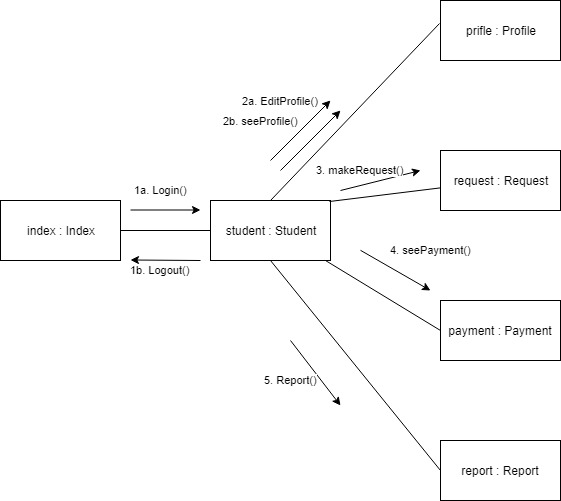 prifle : Profile
2a. EditProfile()
2b. seeProfile()
3. makeRequest()
request : Request
1a. Login()
index : Index
student : Student
4. seePayment()
1b. Logout()
payment : Payment
5. Report()
report : Report